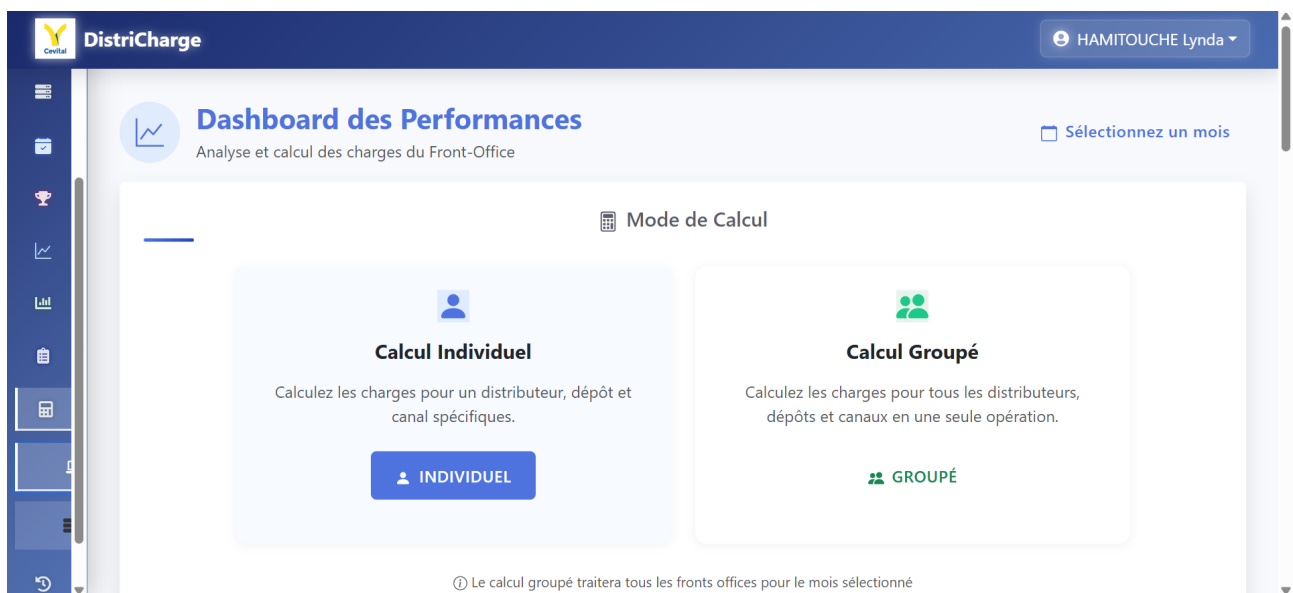 Cevital
DistriCharge
HAMITOUCHE Lynda
Dashboard des Performances
Analyse et calcul des charges du Front-Office
Sélectionnez un mois
Mode de Calcul
Calcul Individuel
Calculez les charges pour un distributeur, dépôt et
canal spécifiques.
INDIVIDUEL
Calcul Groupé
Calculez les charges pour tous les distributeurs,
dépôts et canaux en une seule opération.
GROUPÉ
Le calcul groupé traitera tous les fronts offices pour le mois sélectionné